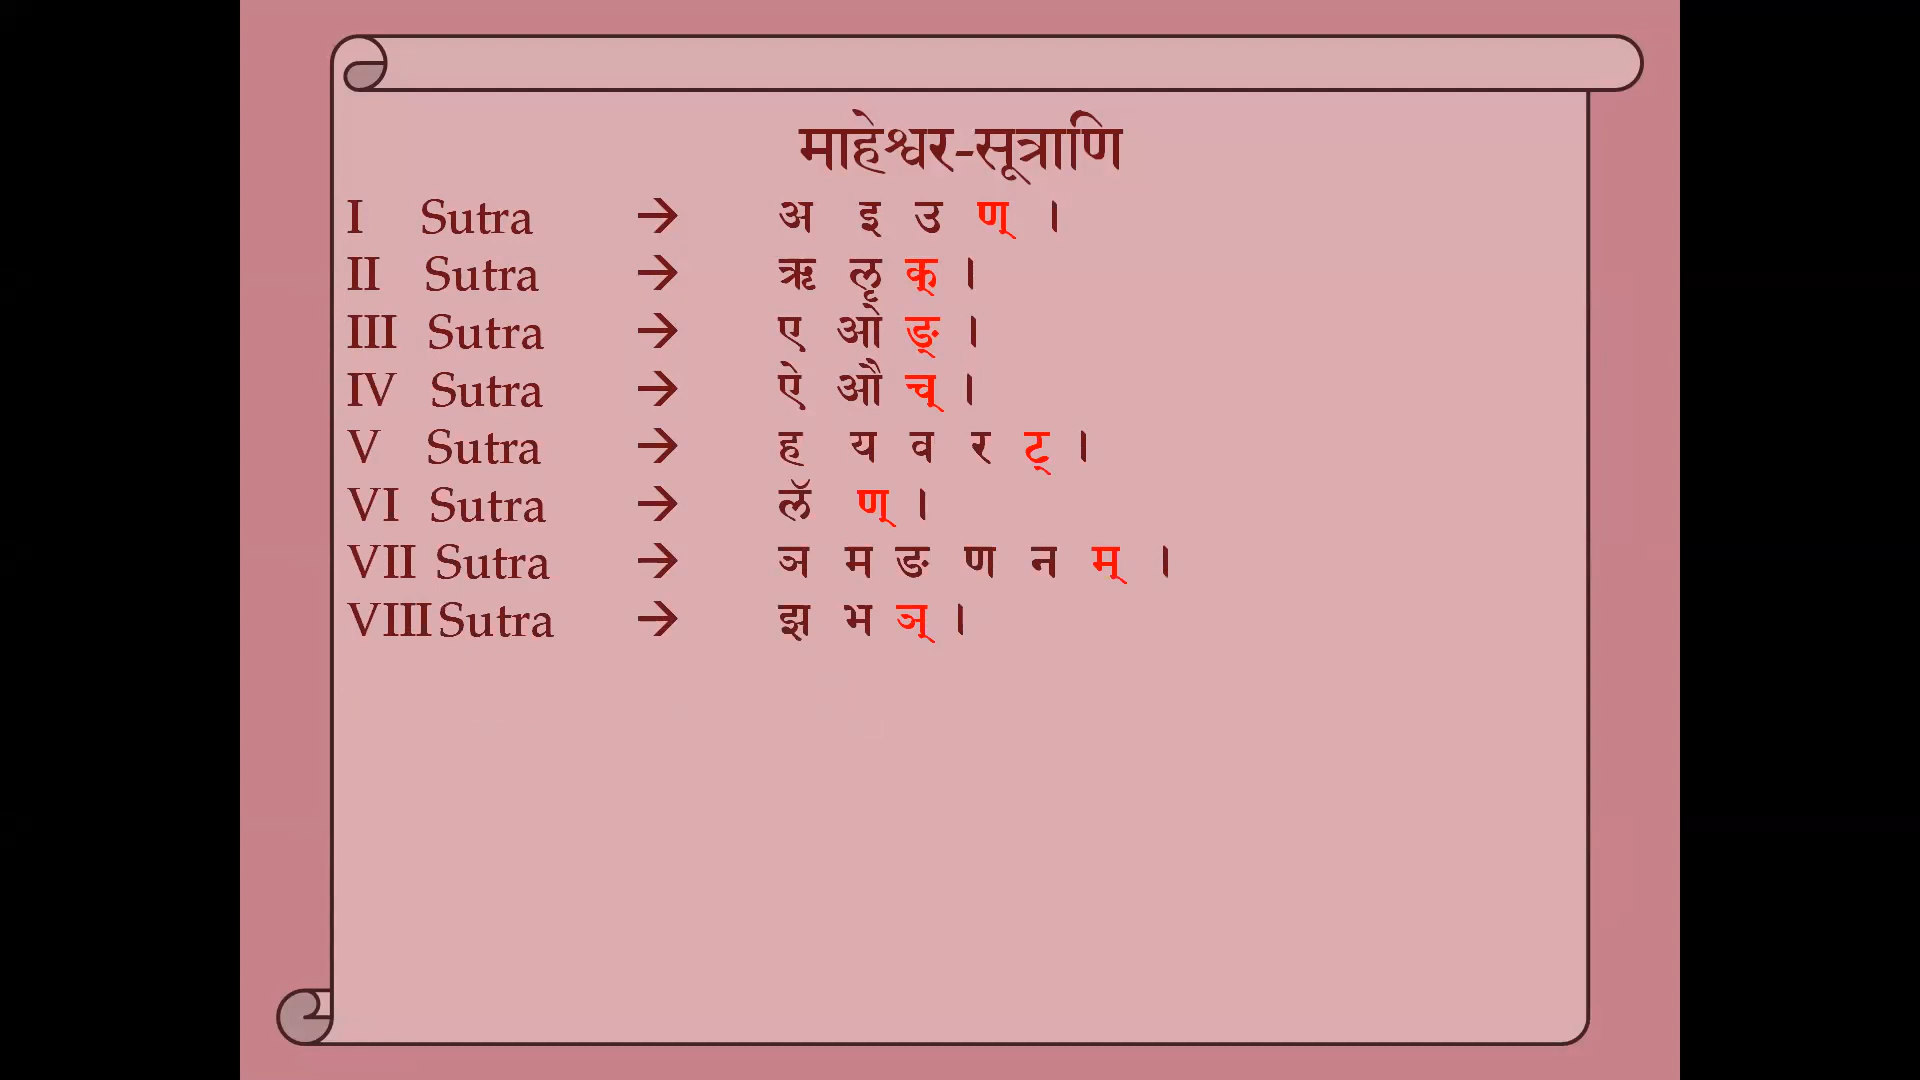 माहेश्वर-सूत्राणि
I Sutra → अ इ उ ण् ।
II Sutra → ऋ ऌ क् ।
III Sutra → ए ओ ङ् ।
IV Sutra → ऐ औ च् ।
V Sutra → ह य व र ट् ।
VI Sutra → लॅ ण् ।
VII Sutra → ञ म ङ ण न म् ।
VIII Sutra → झ भ ञ् ।